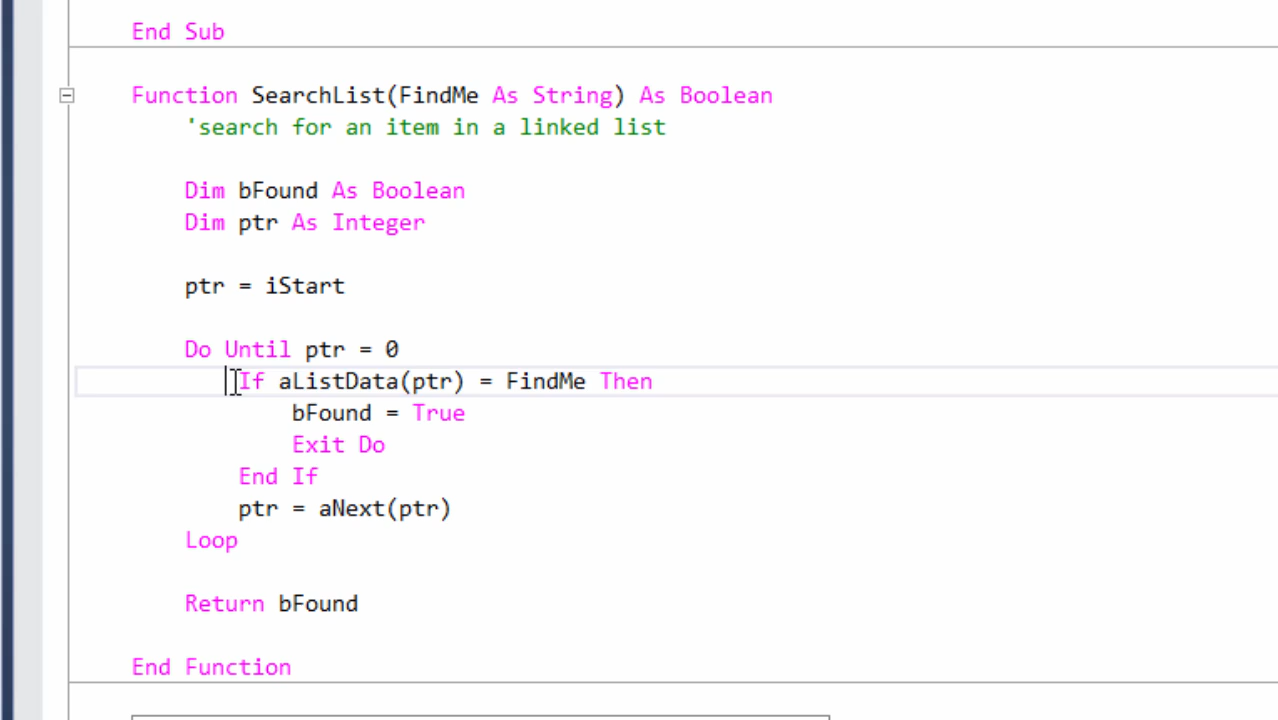 End Sub
Function SearchList(FindMe As String) As Boolean
'search for an item in a linked list
Dim bFound As Boolean
Dim ptr As Integer
ptr = iStart
Do Until ptr = 0
If aListData(ptr) = FindMe Then
bFound = True
Exit Do
End If
ptr = aNext(ptr)
Loop
Return bFound
End Function